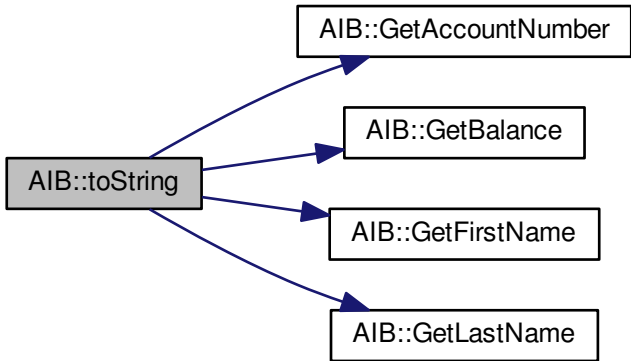 AIB::GetAccountNumber
AIB::GetBalance
AIB::toString
AIB::GetFirstName
AIB::GetLastName